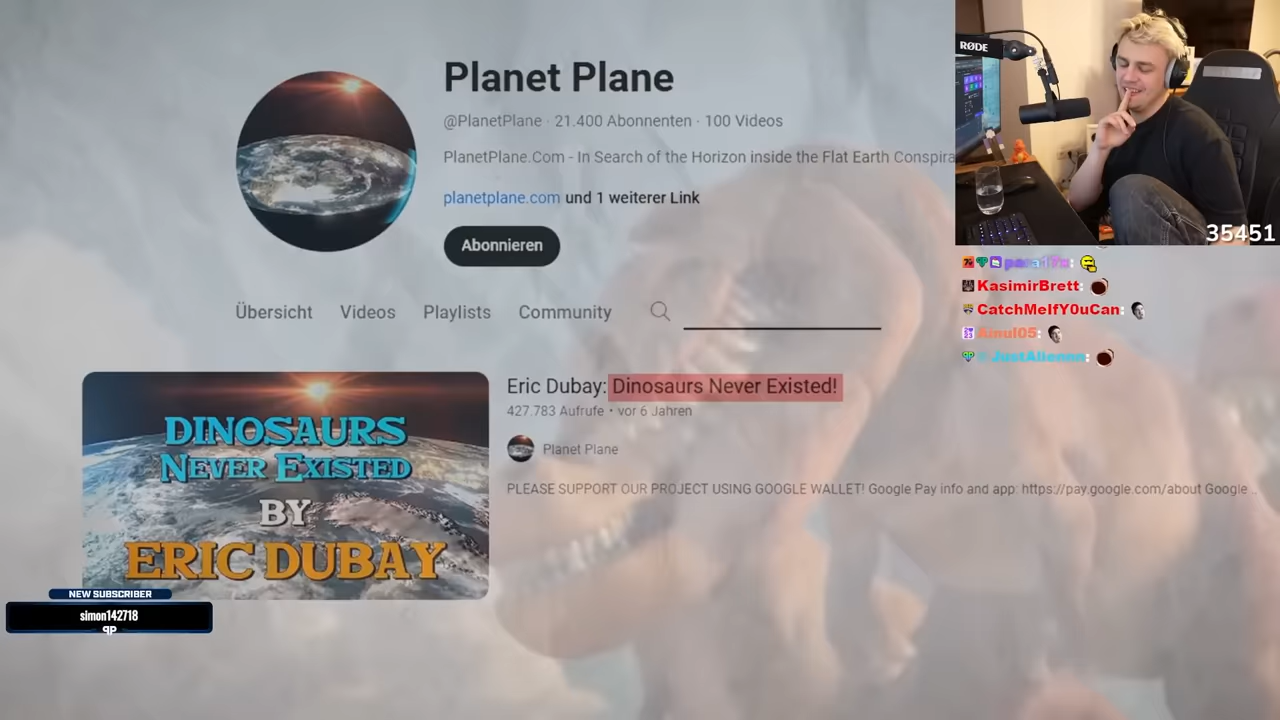 Planet Plane
@PlanetPlane · 21.400 Abonnenten · 100 Videos
PlanetPlane.Com - In Search of the Horizon inside the Flat Earth Conspira
planetplane.com und 1 weiterer Link
Abonnieren
Übersicht Videos Playlists Community
DINOSAURS
NEVER EXISTED
BY
ERIC DUBAY
Eric Dubay: Dinosaurs Never Existed!
427.783 Aufrufe • vor 6 Jahren
Planet Plane
PLEASE SUPPORT OUR PROJECT USING GOOGLE WALLET! Google Pay info and app: https://pay.google.com/about Google ...
NEW SUBSCRIBER
simon142718
RØDE
35451
KasimirBrett:
CatchMeIfY0uCan:
Ainul05:
JustAlienna: